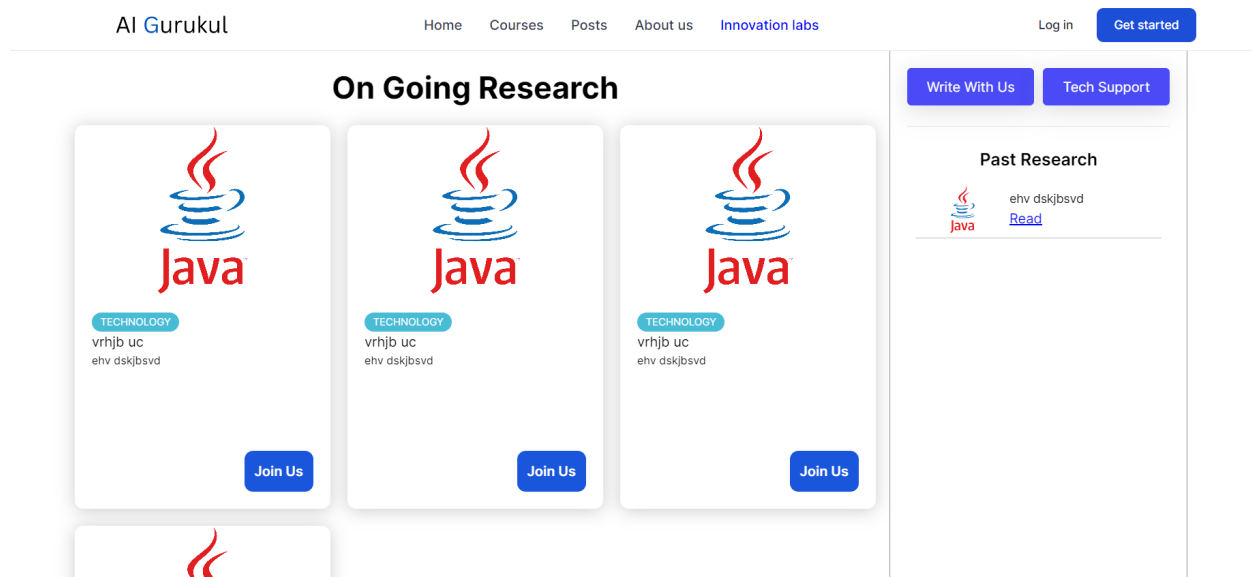 AI Gurukul
Home Courses Posts About us Innovation labs
Log in Get started
On Going Research
Java
TECHNOLOGY
vrhjb uc
ehv dskjbsvd
Join Us
Java
TECHNOLOGY
vrhjb uc
ehv dskjbsvd
Join Us
Java
TECHNOLOGY
vrhjb uc
ehv dskjbsvd
Join Us
Write With Us Tech Support
Past Research
Java
ehv dskjbsvd
Read